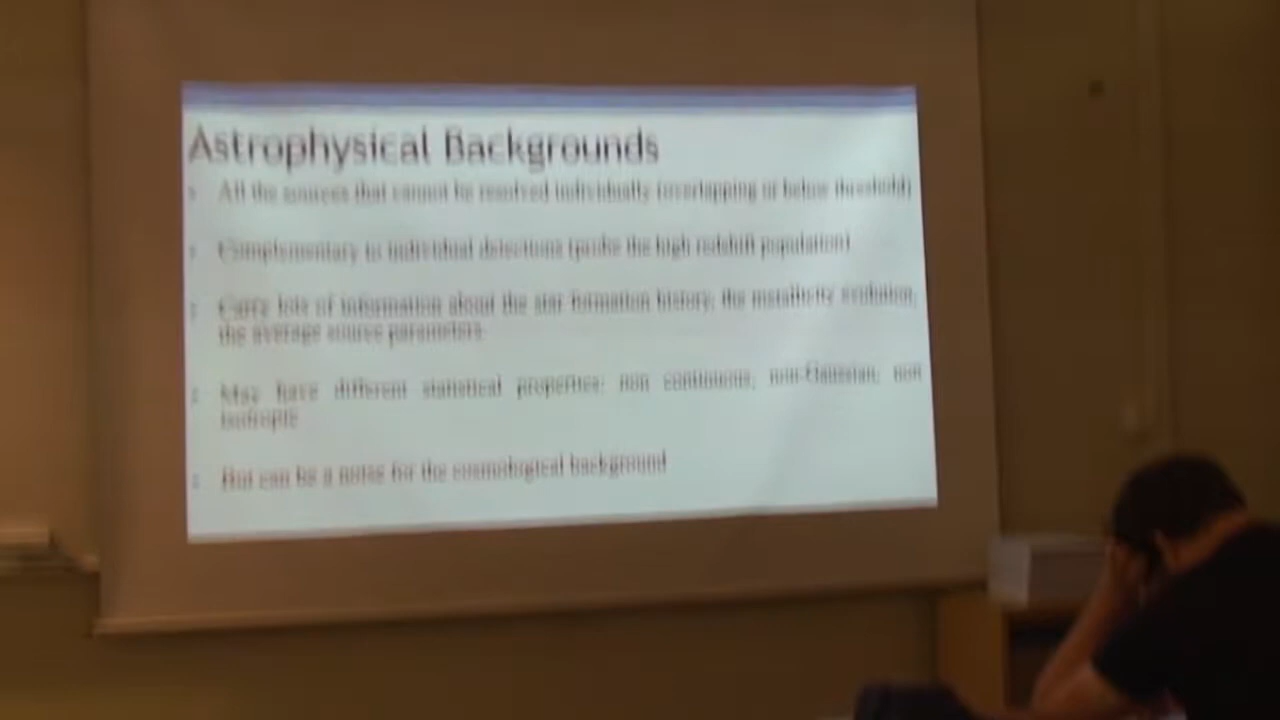 Astrophysical Backgrounds
All the sources that cannot be resolved individually (overlapping or below threshold)
Complementary to individual detections (probe the high redshift population)
Carry lots of information about the star formation history, the metallicity evolution,
the average source parameters.
May have different statistical properties: non continuous, non-Gaussian, non
isotropic
But can be a noise for the cosmological background